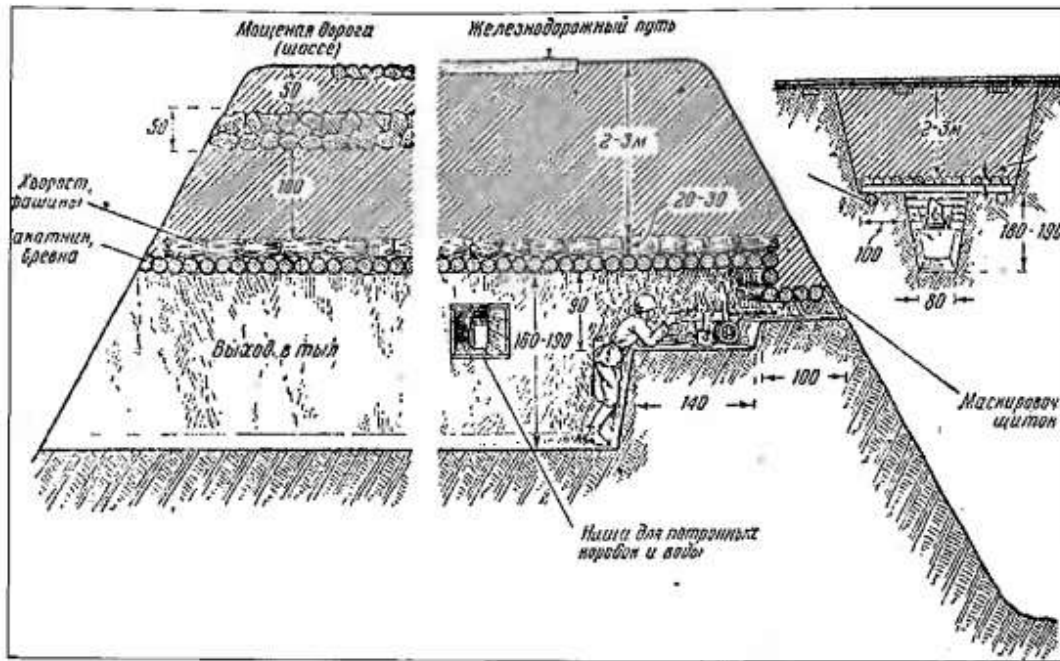 Мощеная дорога
(шоссе)
Железнодорожный путь
50
50
100
2-3м
20-30
2-3м
Хворост,
фашины
Накатник,
бревна
90
160-190
Выход в тыл
140
100
100
180-190
80
Маскировоч
щиток
Ниша для патронных
коробок и воды